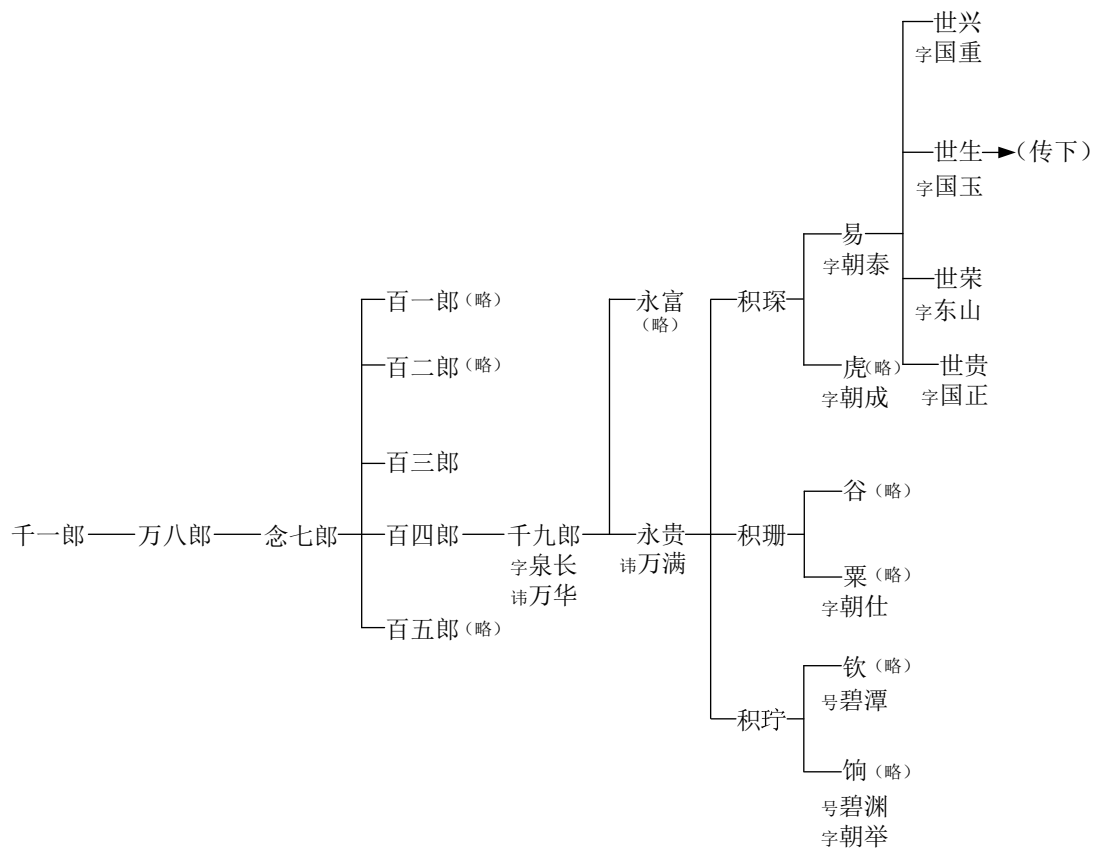 世兴
字国重
世生 (传下)
字国玉
易
字朝泰
世荣
字东山
百一郎(略)
永富
(略)
积琛
百二郎(略)
虎(略)
字朝成
世贵
字国正
百三郎
谷(略)
千一郎 万八郎 念七郎 百四郎 千九郎 永贵 积珊
字泉长
讳万华
讳万满
粟(略)
字朝仕
百五郎(略)
钦(略)
号碧潭
积玗
饷(略)
号碧渊
字朝举